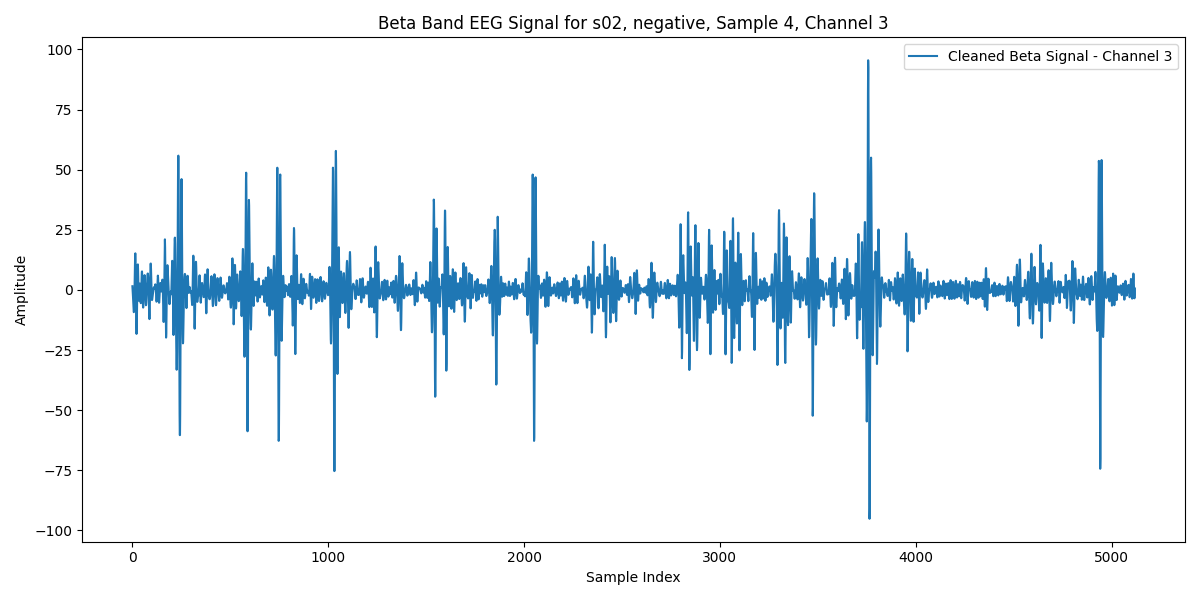 Beta Band EEG Signal for s02, negative, Sample 4, Channel 3
Cleaned Beta Signal - Channel 3
100
75
50
25
0
−25
−50
−75
−100
Amplitude
0 1000 2000 3000 4000 5000
Sample Index